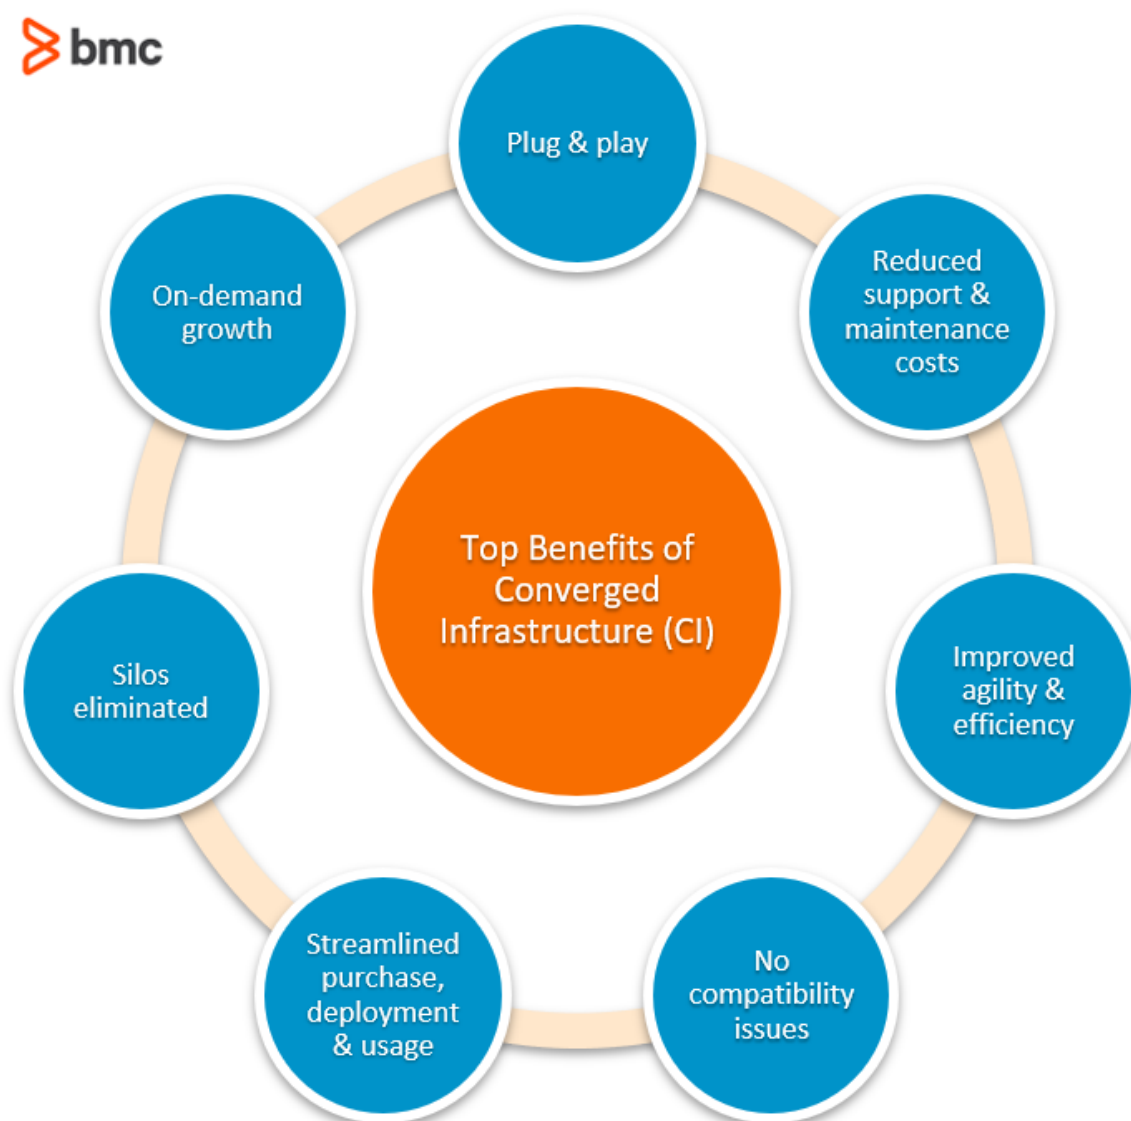 bmc
Plug & play
Reduced
support &
maintenance
costs
Improved
agility &
efficiency
No
compatibility
issues
Streamlined
purchase,
deployment
& usage
Silos
eliminated
On-demand
growth
Top Benefits of
Converged
Infrastructure (CI)